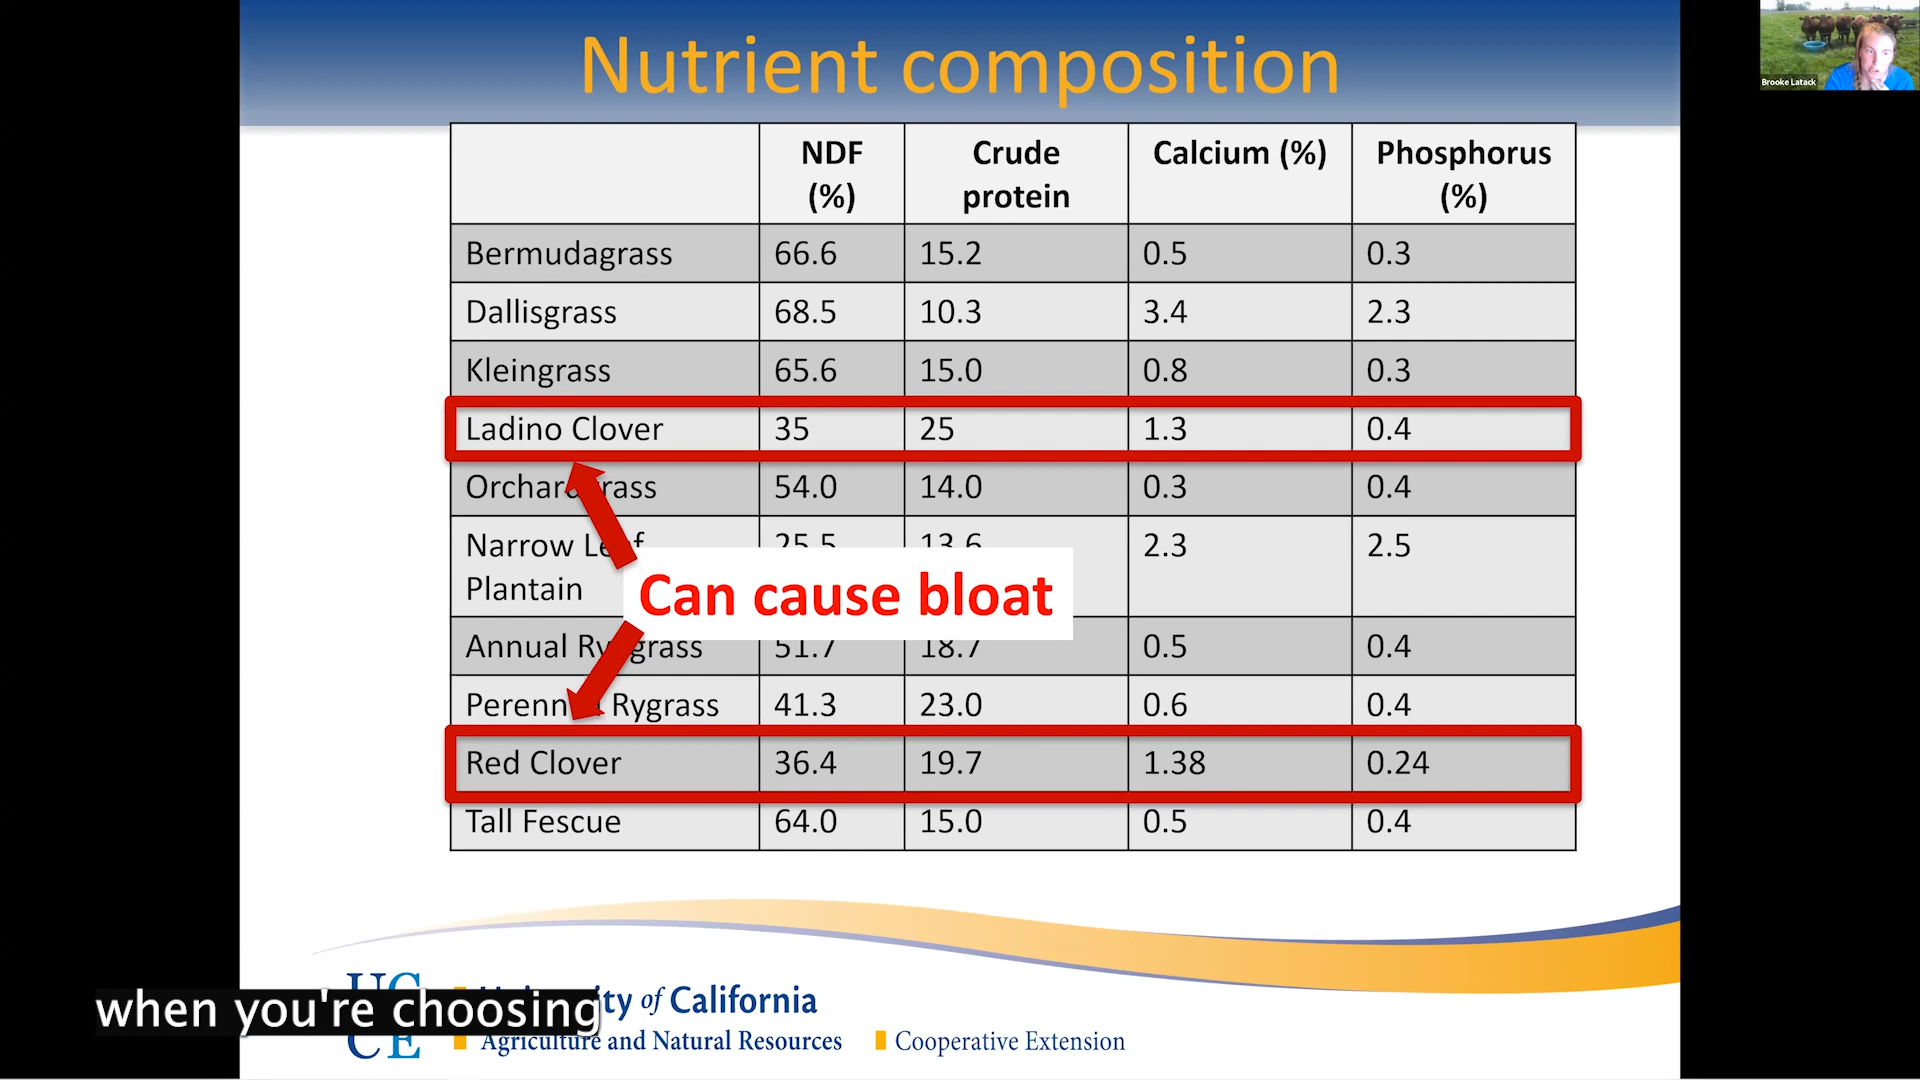 Nutrient composition
Brooke Latack
NDF (%) Crude protein Calcium (%) Phosphorus (%)
Bermudagrass 66.6 15.2 0.5 0.3
Dallisgrass 68.5 10.3 3.4 2.3
Kleingrass 65.6 15.0 0.8 0.3
Ladino Clover 35 25 1.3 0.4
Orchardgrass 54.0 14.0 0.3 0.4
Narrow Leaf Plantain 25.5 13.6 2.3 2.5
Can cause bloat
Annual Ryegrass 51.7 18.7 0.5 0.4
Perennial Rygrass 41.3 23.0 0.6 0.4
Red Clover 36.4 19.7 1.38 0.24
Tall Fescue 64.0 15.0 0.5 0.4
UC
CE
University of California
Agriculture and Natural Resources Cooperative Extension
when you're choosing